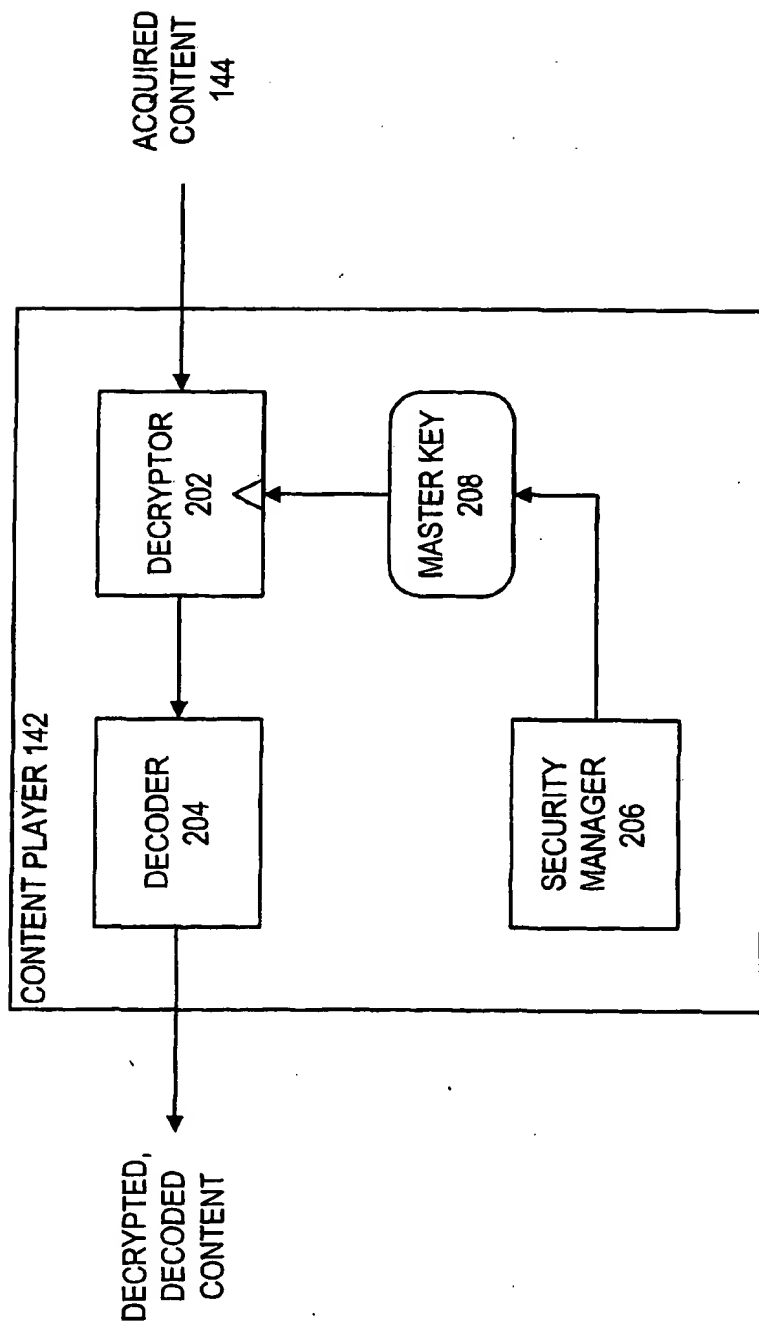 ACQUIRED
CONTENT
144
CONTENT PLAYER 142
DECRYPTOR
202
DECODER
204
MASTER KEY
208
SECURITY
MANAGER
206
DECRYPTED,
DECODED
CONTENT